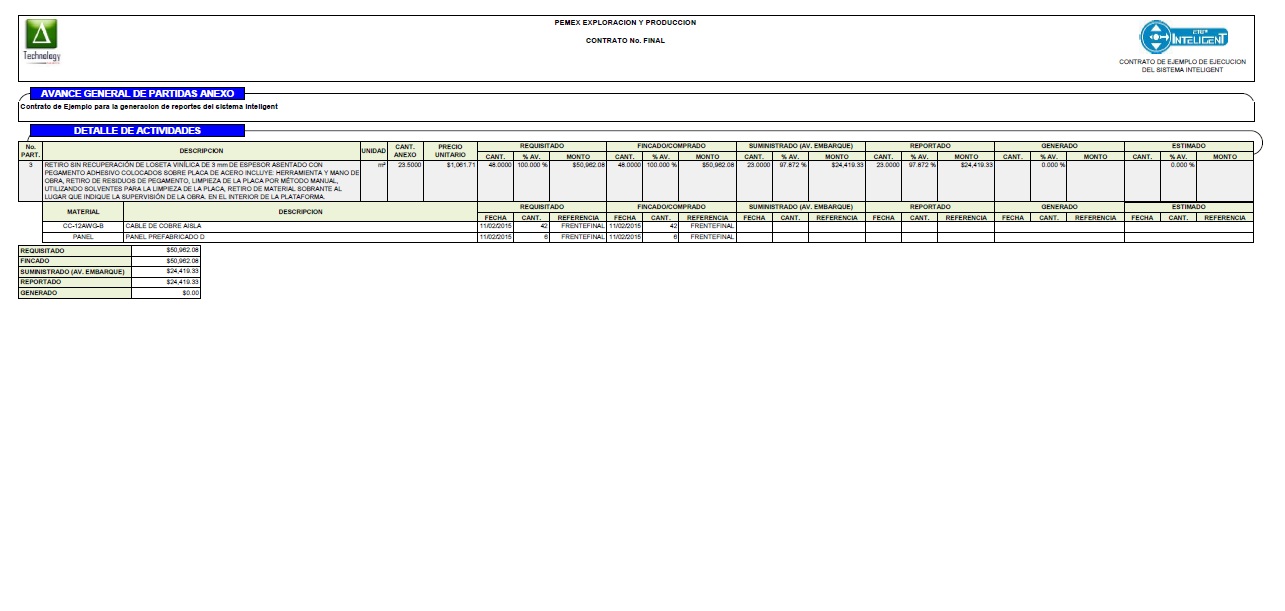 PEMEX EXPLORACION Y PRODUCCION
CONTRATO No. FINAL
Technology
ERP
INTELIGENT
CONTRATO DE EJEMPLO DE EJECUCION
DEL SISTEMA INTELIGENT
AVANCE GENERAL DE PARTIDAS ANEXO
Contrato de Ejemplo para la generacion de reportes del sistema Inteligent
DETALLE DE ACTIVIDADES
No. PART. DESCRIPCION UNIDAD CANT. ANEXO PRECIO UNITARIO REQUISITADO FINCADO/COMPRADO SUMINISTRADO (AV. EMBARQUE) REPORTADO GENERADO ESTIMADO
CANT. % AV. MONTO CANT. % AV. MONTO CANT. % AV. MONTO CANT. % AV. MONTO CANT. % AV. MONTO CANT. % AV. MONTO
3 RETIRO SIN RECUPERACIÓN DE LOSETA VINÍLICA DE 3 mm DE ESPESOR ASENTADO CON m² 23.5000 $1,061.71 48.0000 100.000 % $50,962.08 48.0000 100.000 % $50,962.08 23.0000 97.872 % $24,419.33 23.0000 97.872 % $24,419.33 0.000 % 0.000 %
PEGAMENTO ADHESIVO COLOCADOS SOBRE PLACA DE ACERO INCLUYE: HERRAMIENTA Y MANO DE
OBRA, RETIRO DE RESIDUOS DE PEGAMENTO, LIMPIEZA DE LA PLACA POR MÉTODO MANUAL,
UTILIZANDO SOLVENTES PARA LA LIMPIEZA DE LA PLACA, RETIRO DE MATERIAL SOBRANTE AL
LUGAR QUE INDIQUE LA SUPERVISIÓN DE LA OBRA. EN EL INTERIOR DE LA PLATAFORMA.
MATERIAL DESCRIPCION REQUISITADO FINCADO/COMPRADO SUMINISTRADO (AV. EMBARQUE) REPORTADO GENERADO ESTIMADO
FECHA CANT. REFERENCIA FECHA CANT. REFERENCIA FECHA CANT. REFERENCIA FECHA CANT. REFERENCIA FECHA CANT. REFERENCIA FECHA CANT. REFERENCIA
CC-12AWG-B CABLE DE COBRE AISLA 11/02/2015 42 FRENTEFINAL 11/02/2015 42 FRENTEFINAL
PANEL PANEL PREFABRICADO D 11/02/2015 6 FRENTEFINAL 11/02/2015 6 FRENTEFINAL
REQUISITADO $50,962.08
FINCADO $50,962.08
SUMINISTRADO (AV. EMBARQUE) $24,419.33
REPORTADO $24,419.33
GENERADO $0.00